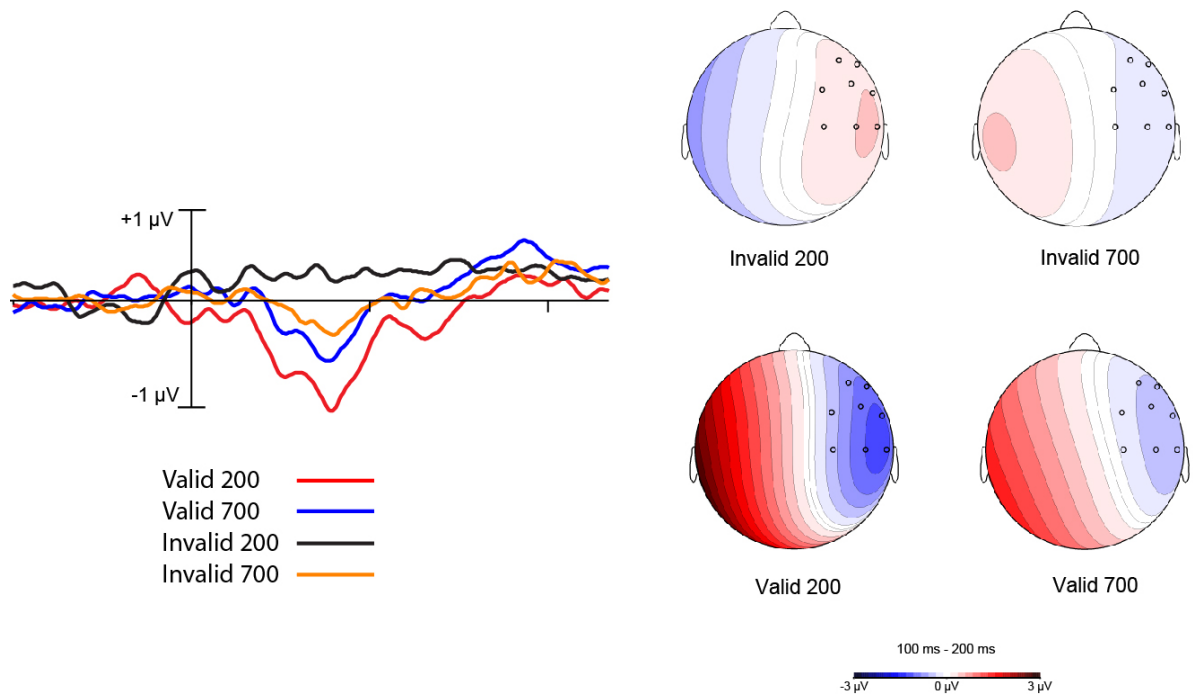 +1 µV
-1 µV
Valid 200
Valid 700
Invalid 200
Invalid 700
Invalid 200
Invalid 700
Valid 200
Valid 700
100 ms - 200 ms
-3 µV
0 µV
3 µV